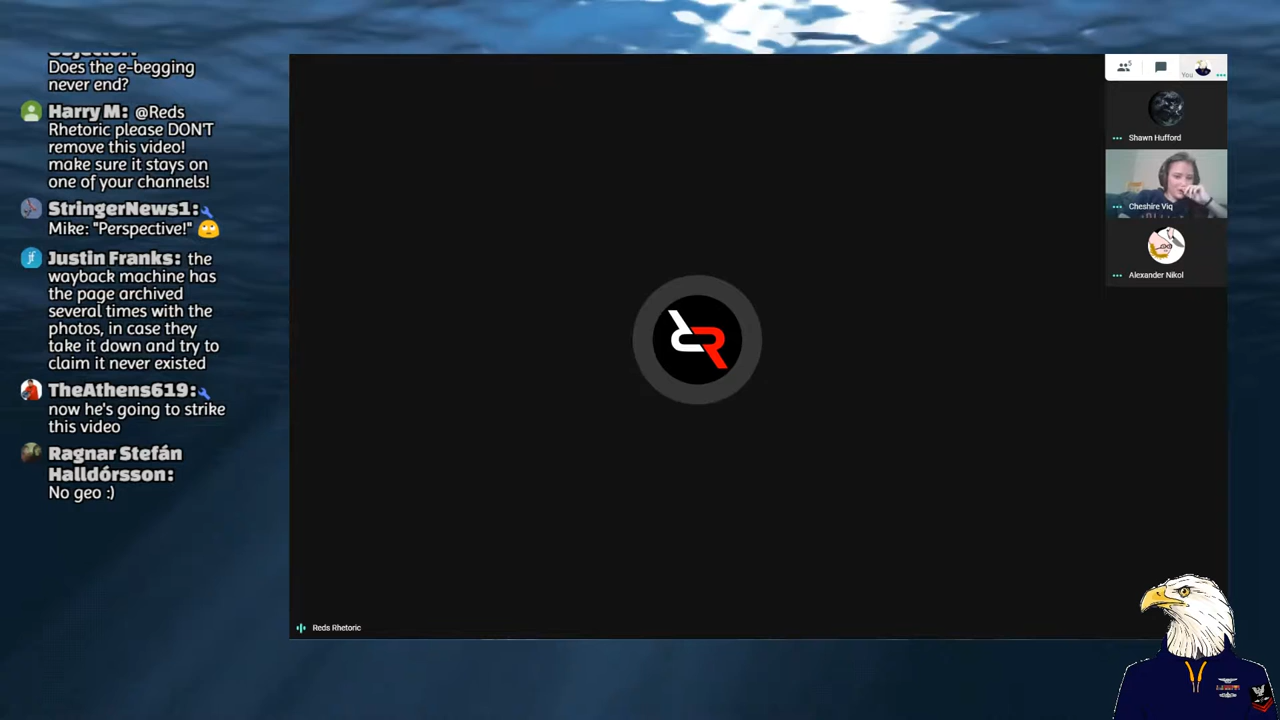 Does the e-begging
never end?
Harry M: @Reds
Rhetoric please DON'T
remove this video!
make sure it stays on
one of your channels!
StringerNews1:
Mike: "Perspective!"
Justin Franks: the
wayback machine has
the page archived
several times with the
photos, in case they
take it down and try to
claim it never existed
TheAthens619:
now he's going to strike
this video
Ragnar Stefán
Halldórsson:
No geo :)
jf
5
You
Shawn Hufford
Cheshire Viq
Alexander Nikol
Reds Rhetoric